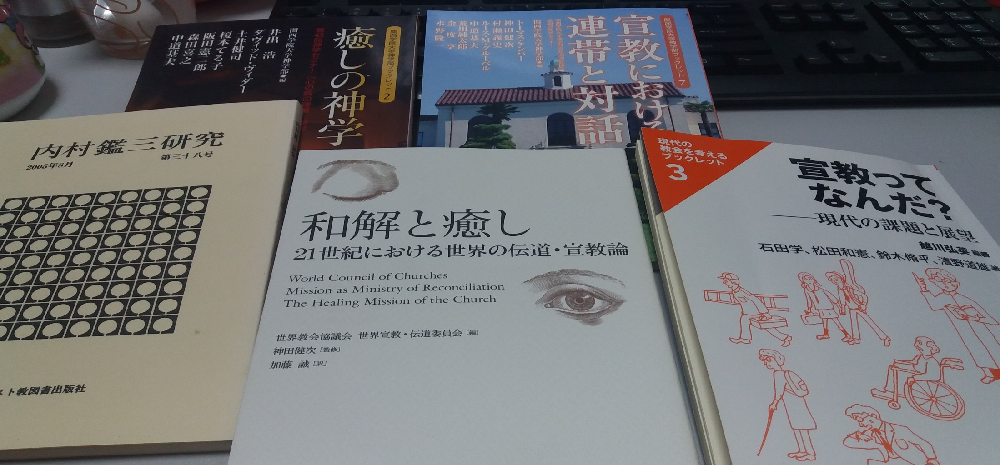 関西学院大学神学部ブックレット 2
癒しの神学
第43回神学セミナー「心の病の理解
関西学院大学神学部●編
井出 浩
ダヴィッド・ヴィダー
土井健司
榎本てる子
阪田憲二郎
森田喜之
中道基夫
関西学院大学神学部ブックレット 7
宣教における
連帯と対話
関西学院大学神学部●編
トーマス・ケンパー
神田健次
村瀬義史
ルース・M・グルーベル
中道基夫
荒川純太郎
金 度亨
水野隆一
内村鑑三研究
第三十八号
2005年8月
スト教図書出版社
和解と癒し
21世紀における世界の伝道・宣教論
World Council of Churches
Mission as Ministry of Reconciliation
The Healing Mission of the Church
世界教会協議会 世界宣教・伝道委員会［編］
神田健次［監修］
加藤 誠［訳］
現代の
教会を考える
ブックレット
3
宣教って
なんだ?
――現代の課題と展望
越川弘英 編著
石田学、松田和憲、鈴木脩平、濱野道雄 著